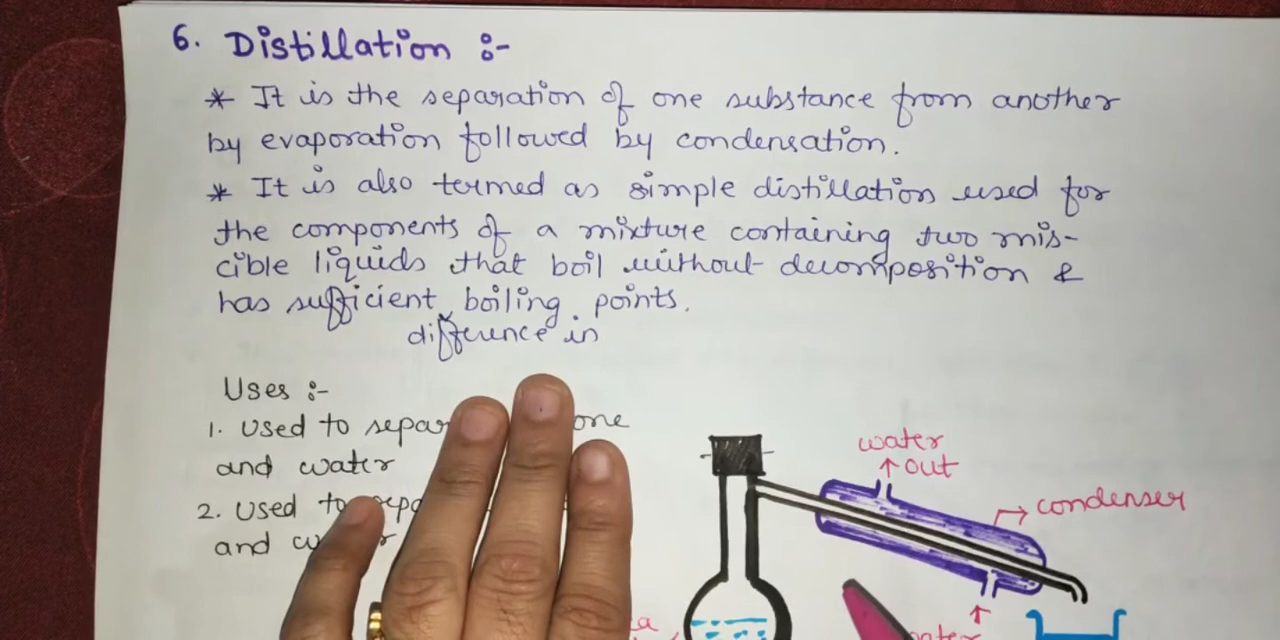 6. Distillation :-
* It is the separation of one substance from another
by evaporation followed by condensation.
* It is also termed as simple distillation used for
the components of a mixture containing two mis-
cible liquids that boil without decomposition &
has sufficient boiling points.
difference in
Uses :-
1. Used to one
and water
2. Used to
and
water
↑ out
condenser